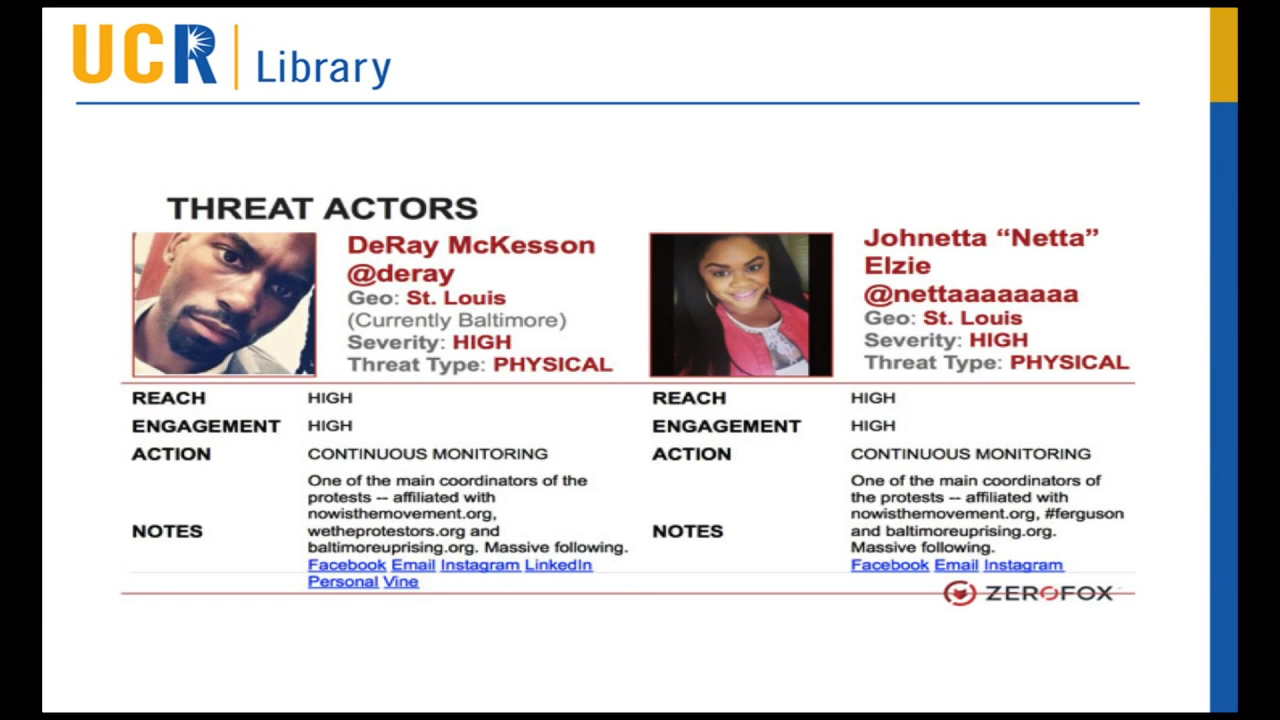 UCR Library
THREAT ACTORS
DeRay McKesson
@deray
Geo: St. Louis
(Currently Baltimore)
Severity: HIGH
Threat Type: PHYSICAL
REACH HIGH
ENGAGEMENT HIGH
ACTION CONTINUOUS MONITORING
NOTES
One of the main coordinators of the
protests -- affiliated with
nowisthemovement.org,
wetheprotestors.org and
baltimoreuprising.org. Massive following.
Facebook Email Instagram LinkedIn
Personal Vine
Johnetta “Netta”
Elzie
@nettaaaaaaaa
Geo: St. Louis
Severity: HIGH
Threat Type: PHYSICAL
REACH HIGH
ENGAGEMENT HIGH
ACTION CONTINUOUS MONITORING
NOTES
One of the main coordinators of
the protests -- affiliated with
nowisthemovement.org, #ferguson
and baltimoreuprising.org.
Massive following.
Facebook Email Instagram
ZEROFOX